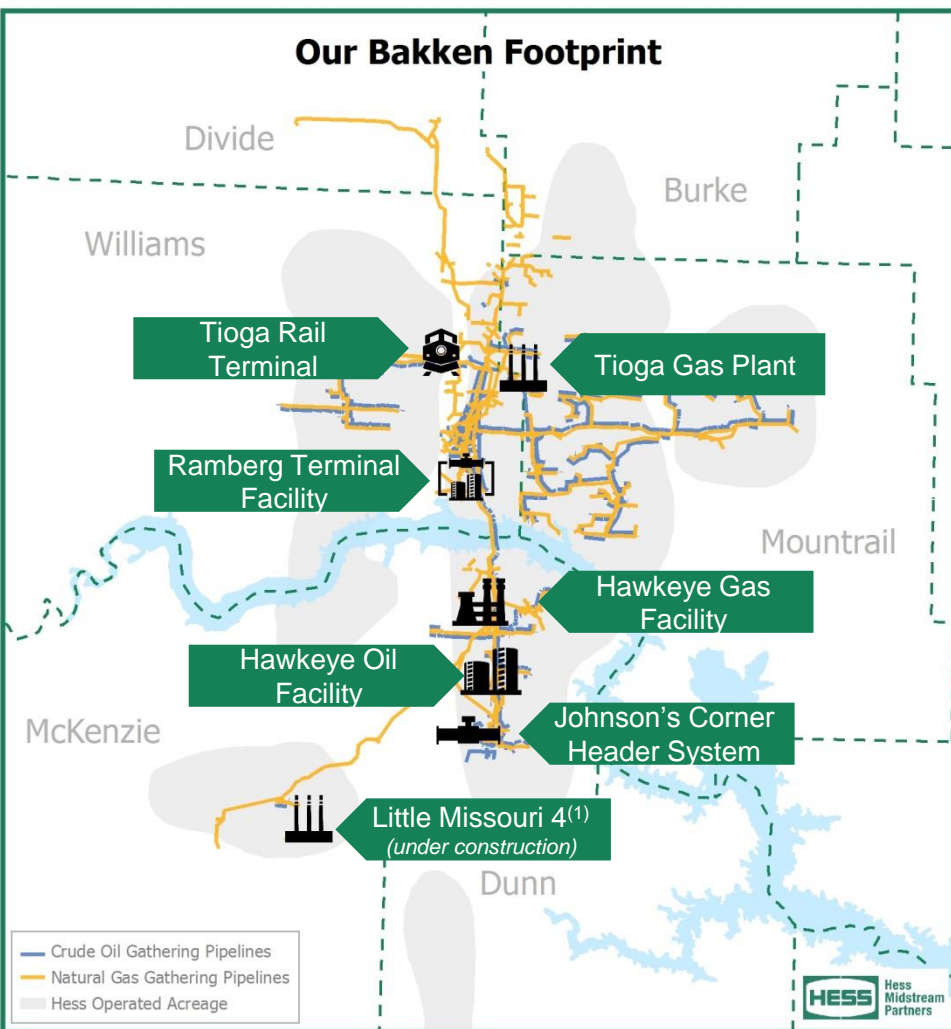 Our Bakken Footprint
Divide
Burke
Williams
Tioga Rail
Terminal
Tioga Gas Plant
Ramberg Terminal
Facility
Mountrail
Hawkeye Gas
Facility
Hawkeye Oil
Facility
McKenzie
Johnson’s Corner
Header System
Little Missouri 4(1)
(under construction)
Dunn
Crude Oil Gathering Pipelines
Natural Gas Gathering Pipelines
Hess Operated Acreage
HESS
Hess
Midstream
Partners